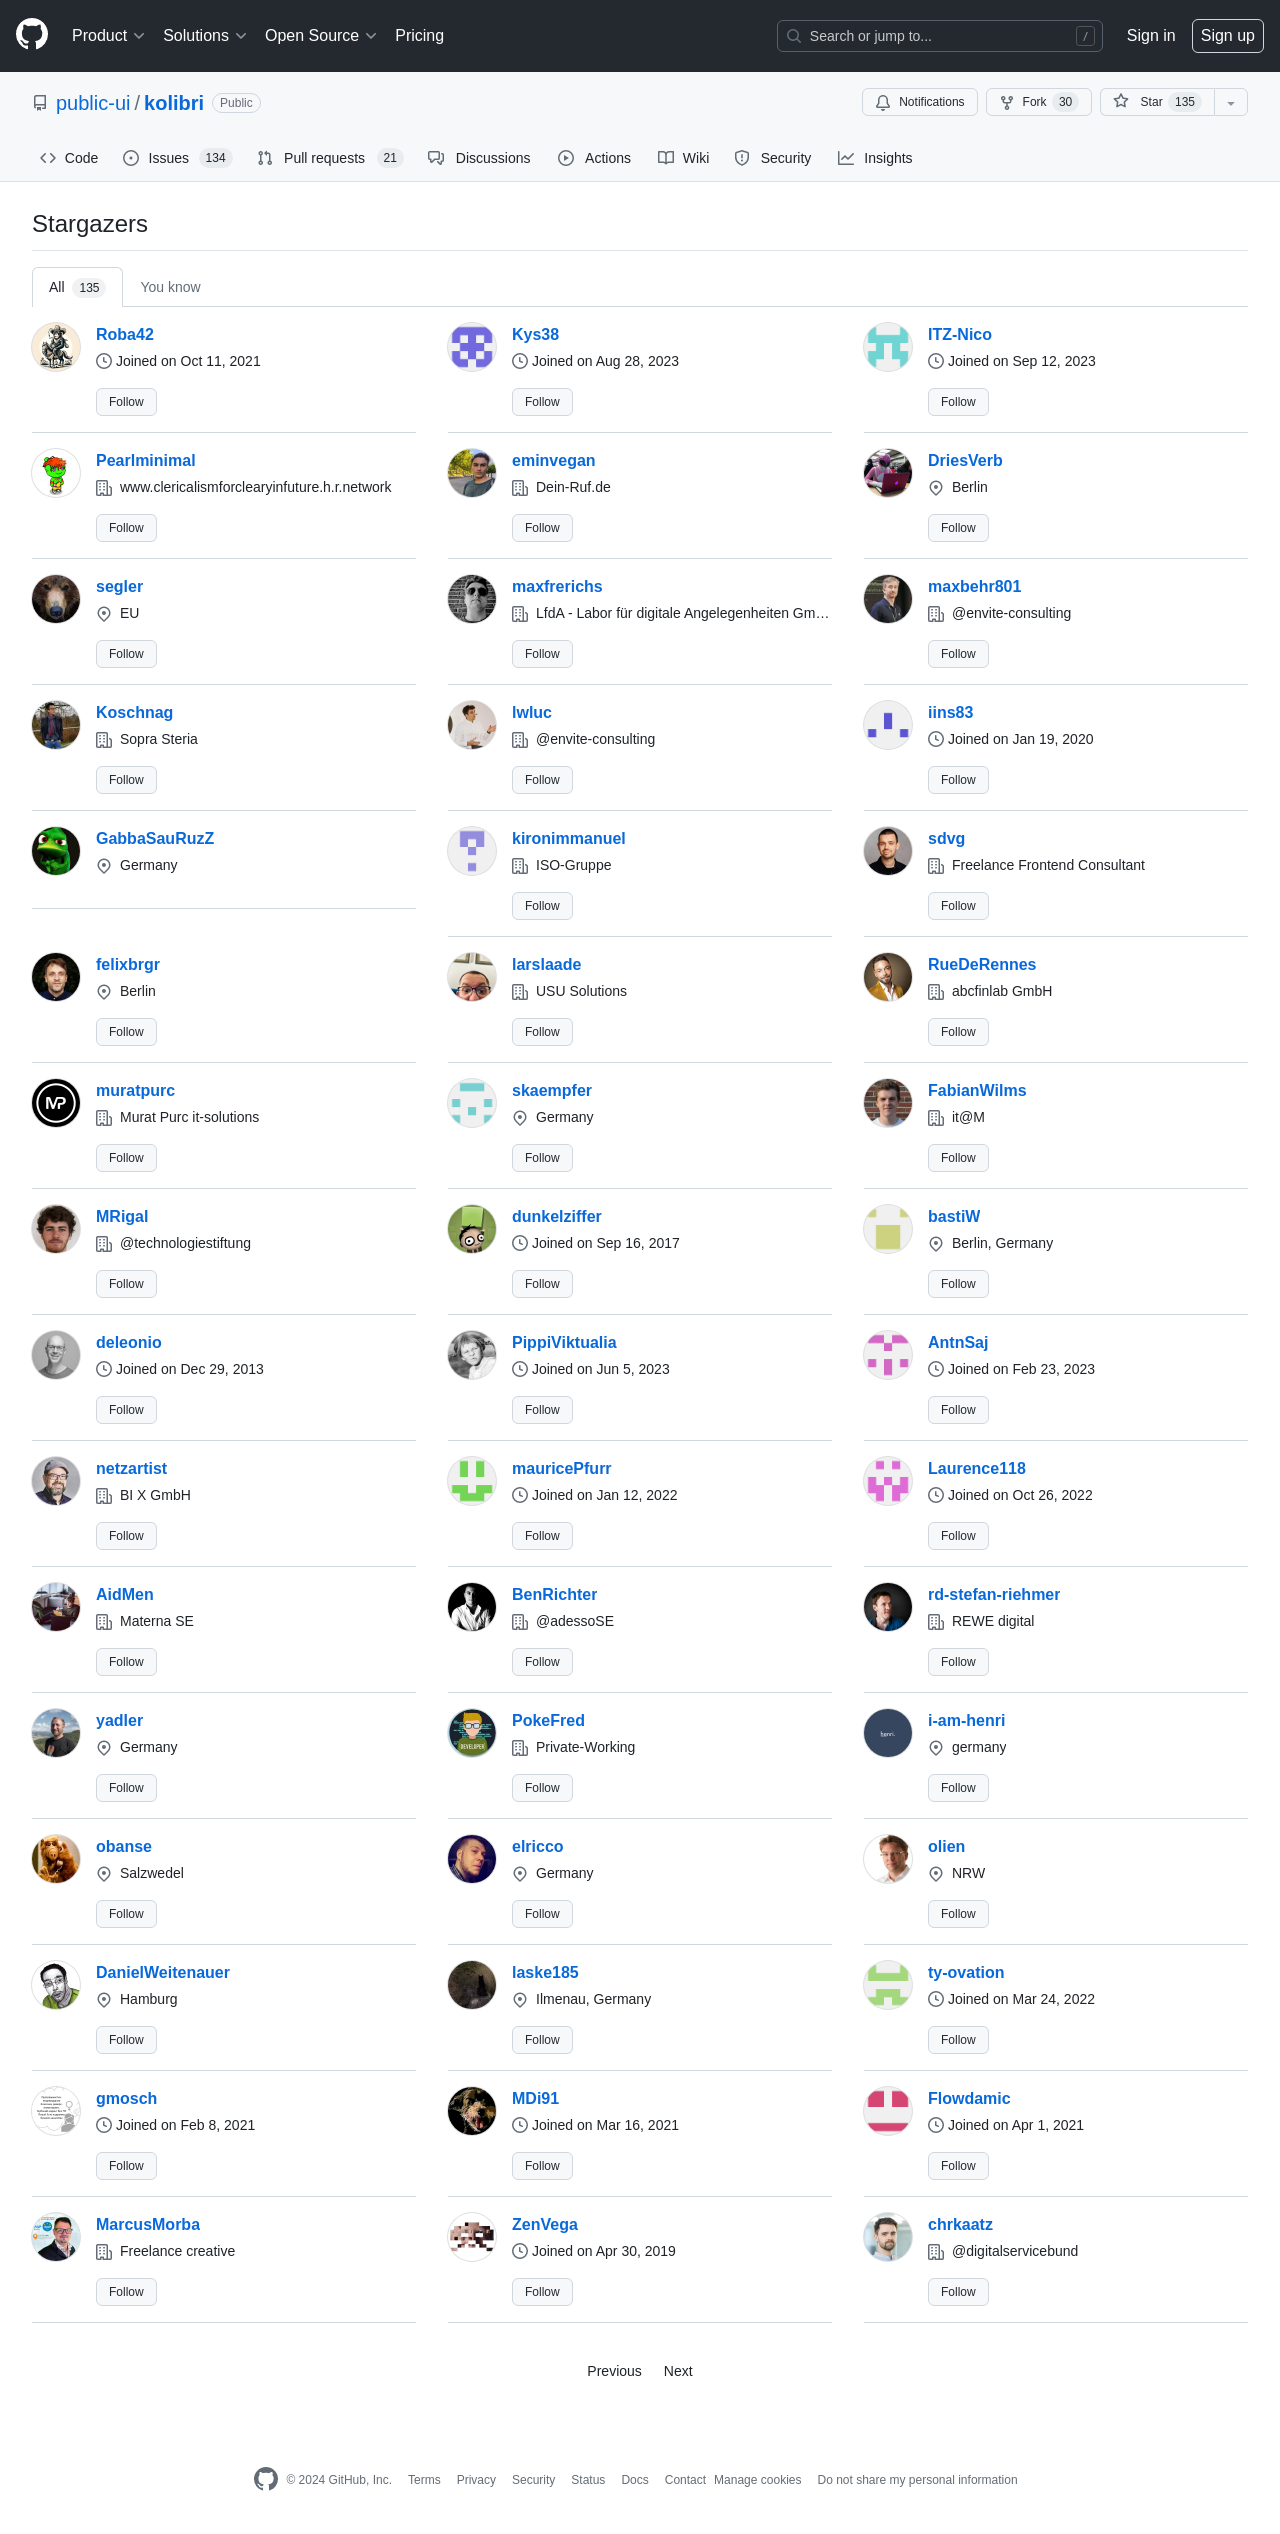 Product Solutions Open Source Pricing Search or jump to... / Sign in Sign up
public-ui / kolibri Public Notifications Fork 30 Star 135
Code Issues 134 Pull requests 21 Discussions Actions Wiki Security Insights
Stargazers
All 135 You know
Roba42 Kys38 ITZ-Nico
Joined on Oct 11, 2021 Joined on Aug 28, 2023 Joined on Sep 12, 2023
Follow Follow Follow
Pearlminimal eminvegan DriesVerb
www.clericalismforclearyinfuture.h.r.network Dein-Ruf.de Berlin
Follow Follow Follow
segler maxfrerichs maxbehr801
EU LfdA - Labor für digitale Angelegenheiten Gm… @envite-consulting
Follow Follow Follow
Koschnag lwluc iins83
Sopra Steria @envite-consulting Joined on Jan 19, 2020
Follow Follow Follow
GabbaSauRuzZ kironimmanuel sdvg
Germany ISO-Gruppe Freelance Frontend Consultant
Follow Follow
felixbrgr larslaade RueDeRennes
Berlin USU Solutions abcfinlab GmbH
Follow Follow Follow
muratpurc skaempfer FabianWilms
Murat Purc it-solutions Germany it@M
Follow Follow Follow
MRigal dunkelziffer bastiW
@technologiestiftung Joined on Sep 16, 2017 Berlin, Germany
Follow Follow Follow
deleonio PippiViktualia AntnSaj
Joined on Dec 29, 2013 Joined on Jun 5, 2023 Joined on Feb 23, 2023
Follow Follow Follow
netzartist mauricePfurr Laurence118
BI X GmbH Joined on Jan 12, 2022 Joined on Oct 26, 2022
Follow Follow Follow
AidMen BenRichter rd-stefan-riehmer
Materna SE @adessoSE REWE digital
Follow Follow Follow
yadler PokeFred i-am-henri
Germany Private-Working germany
DEVELOPER henri.
Follow Follow Follow
obanse elricco olien
Salzwedel Germany NRW
Follow Follow Follow
DanielWeitenauer laske185 ty-ovation
Hamburg Ilmenau, Germany Joined on Mar 24, 2022
Follow Follow Follow
gmosch MDi91 Flowdamic
Joined on Feb 8, 2021 Joined on Mar 16, 2021 Joined on Apr 1, 2021
Follow Follow Follow
MarcusMorba ZenVega chrkaatz
Freelance creative Joined on Apr 30, 2019 @digitalservicebund
Follow Follow Follow
Previous Next
© 2024 GitHub, Inc. Terms Privacy Security Status Docs Contact Manage cookies Do not share my personal information